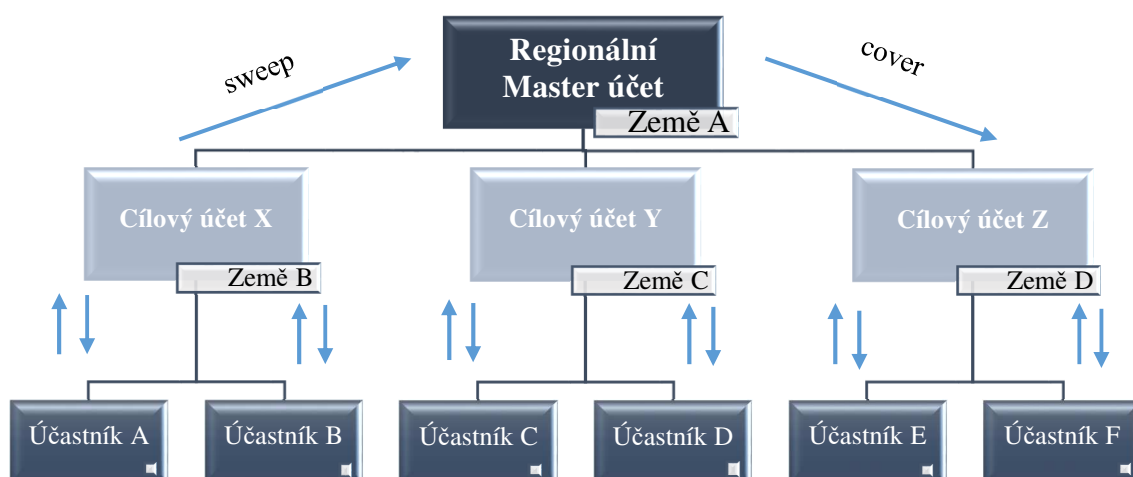 sweep
Regionální
Master účet
cover
Země A
Cílový účet X
Cílový účet Y
Cílový účet Z
Země B
Země C
Země D
Účastník A
Účastník B
Účastník C
Účastník D
Účastník E
Účastník F